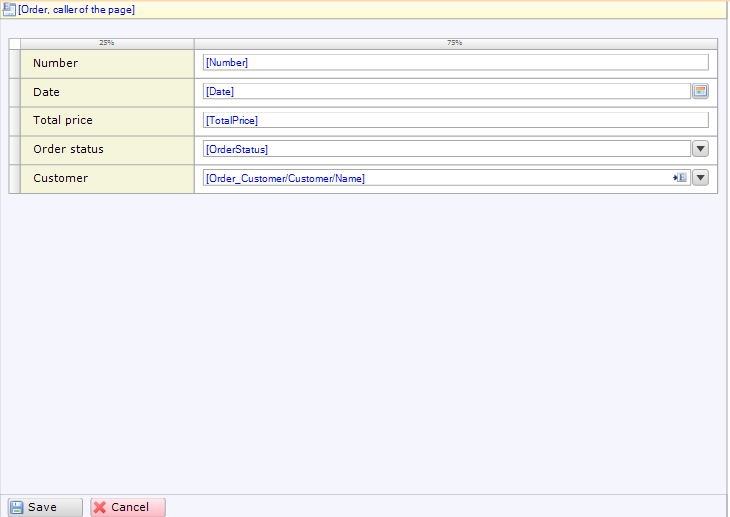 [Order, caller of the page]
25% 75%
Number [Number]
Date [Date]
Total price [TotalPrice]
Order status [OrderStatus]
Customer [Order_Customer/Customer/Name]
Save Cancel